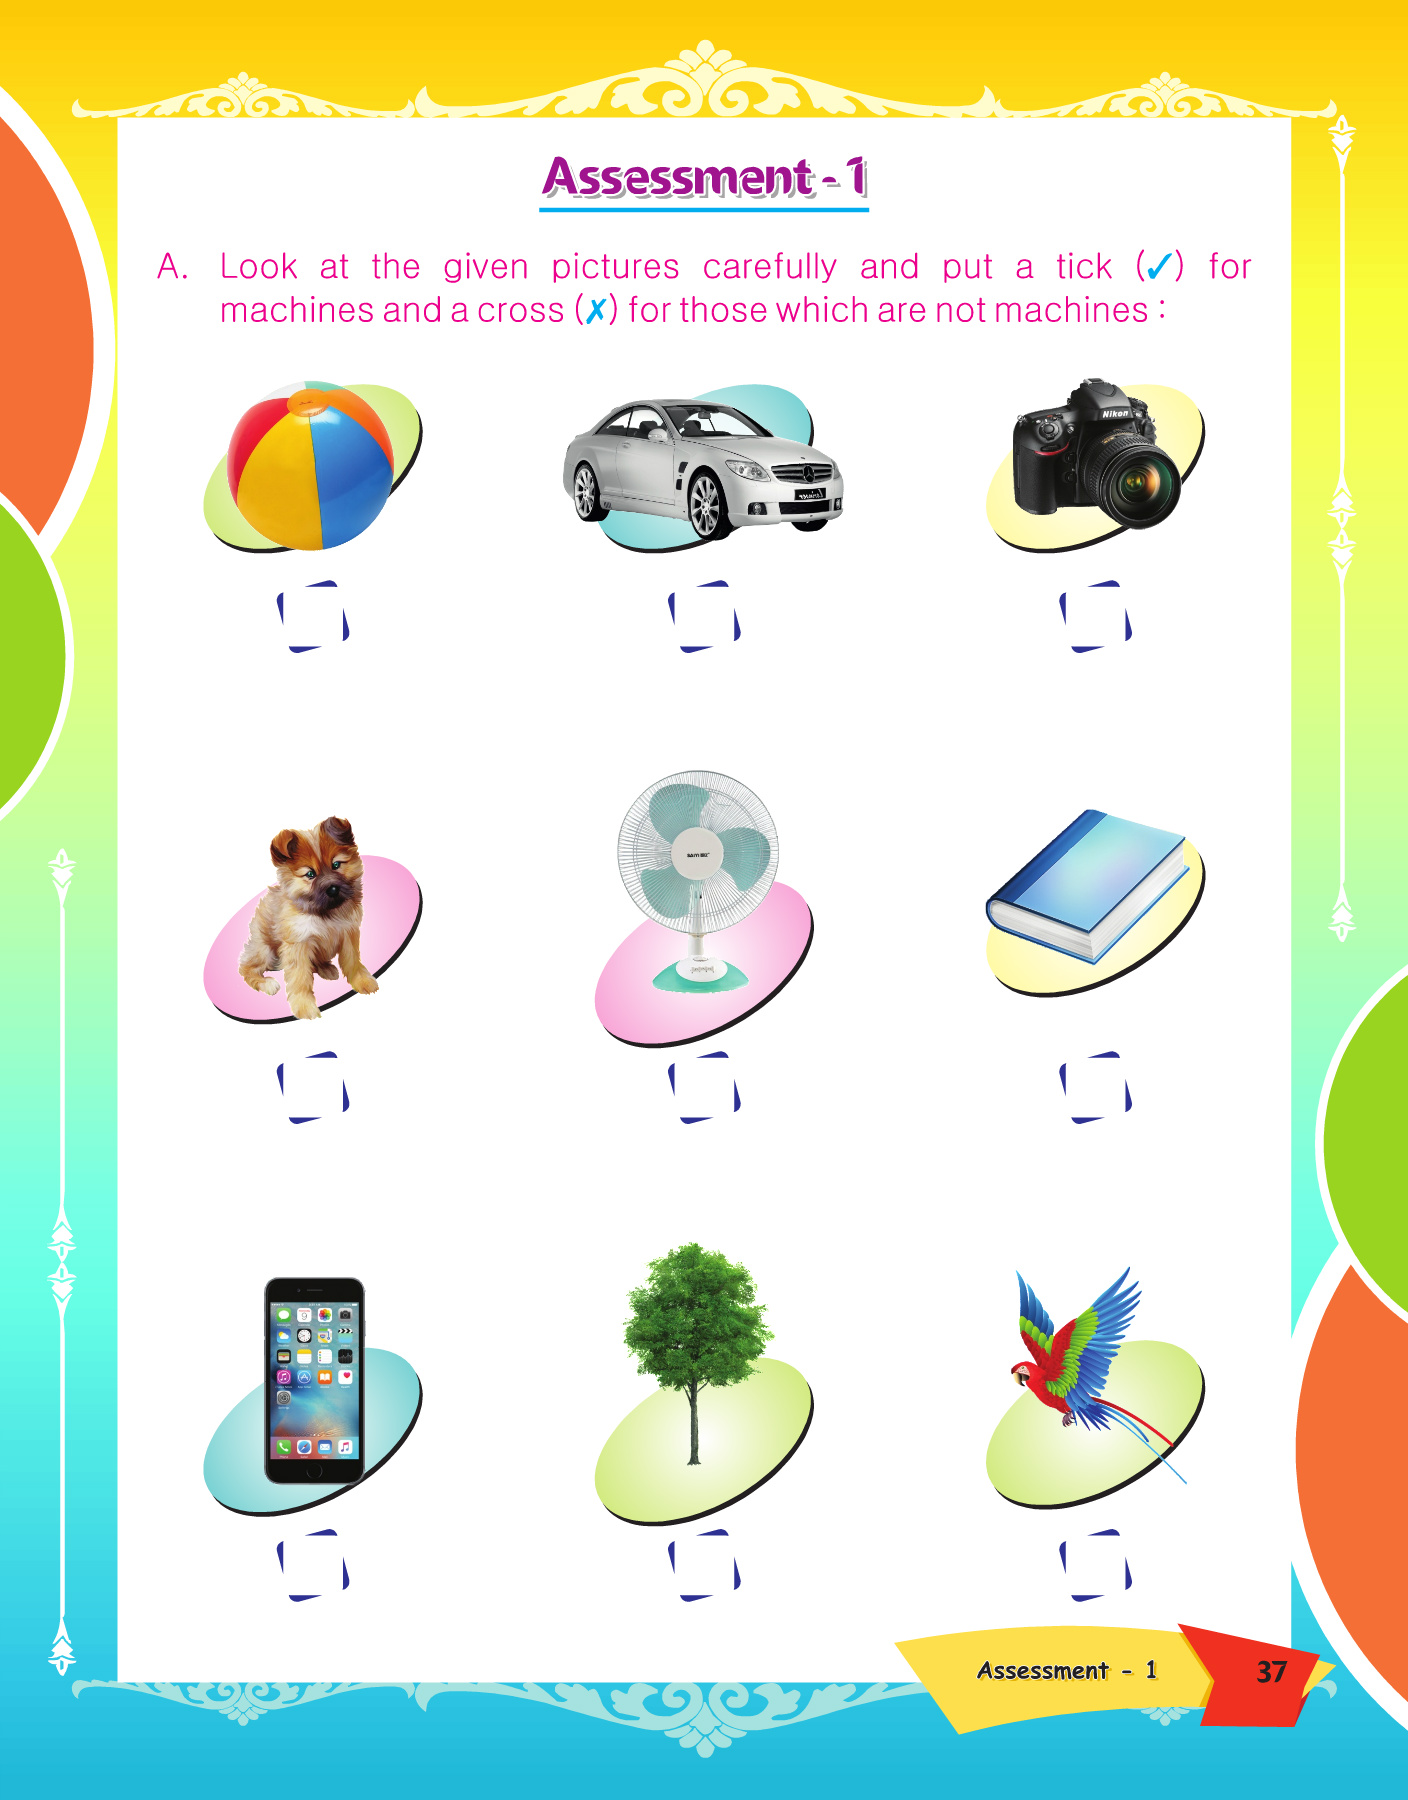 Assessment - 1
A. Look at the given pictures carefully and put a tick (✓) for
machines and a cross (✗) for those which are not machines :
Nikon
Assessment - 1
37